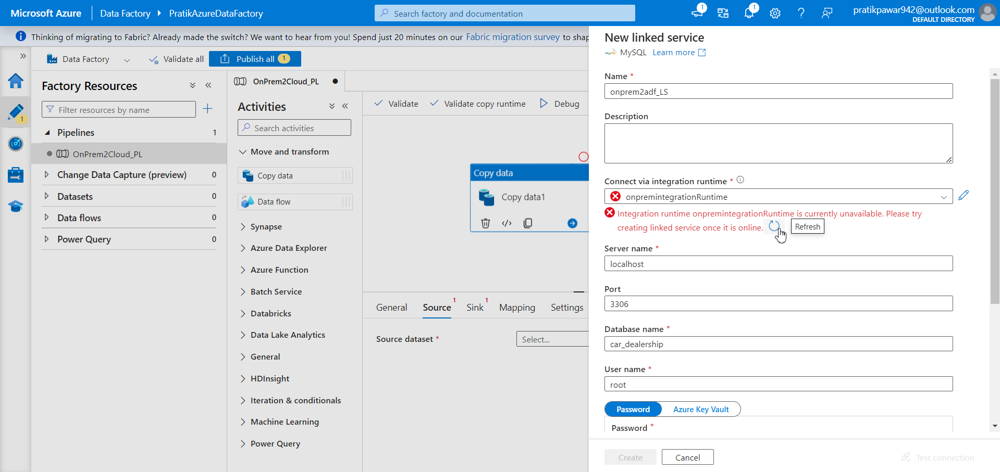 Microsoft Azure
Data Factory
PratikAzureDataFactory
Search factory and documentation
1
1
pratikpawar942@outlook.com
DEFAULT DIRECTORY
Thinking of migrating to Fabric? Already made the switch? We want to hear from you! Spend just 20 minutes on our Fabric migration survey to shap
Data Factory
Validate all
Publish all 1
1
Factory Resources
Filter resources by name
Pipelines 1
OnPrem2Cloud_PL
Change Data Capture (preview) 0
Datasets 0
Data flows 0
Power Query 0
OnPrem2Cloud_PL
Activities
Search activities
Move and transform
Copy data
Data flow
Synapse
Azure Data Explorer
Azure Function
Batch Service
Databricks
Data Lake Analytics
General
HDInsight
Iteration & conditionals
Machine Learning
Power Query
Validate
Validate copy runtime
Debug
Copy data
Copy data1
General
Source 1
Sink 1
Mapping
Settings
Source dataset *
Select...
New linked service
MySQL MySQL Learn more
Name *
onprem2adf_LS
Description
Connect via integration runtime *
onpremintegrationRuntime
Integration runtime onpremintegrationRuntime is currently unavailable. Please try
creating linked service once it is online.
Refresh
Server name *
localhost
Port
3306
Database name *
car_dealership
User name *
root
Password
Azure Key Vault
Password *
Create
Cancel
Test connection